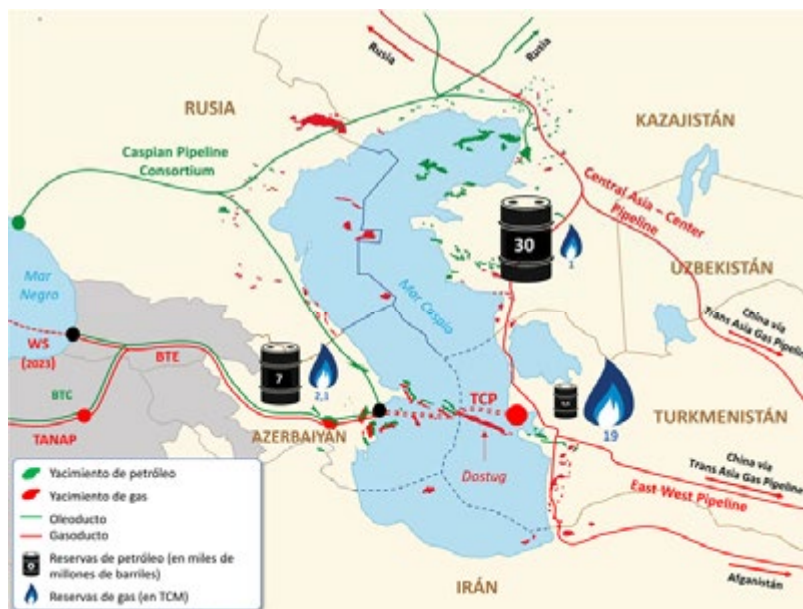 Rusia
Rusia
RUSIA
KAZAJISTÁN
Caspian Pipeline
Consortium
Central Asia – Center
Pipeline
30
1
UZBEKISTÁN
Mar
Negro
Mar Caspio
China vía
Trans Asia Gas Pipeline
WS
(2023)
BTE
7
2,1
BTC
TANAP
AZERBAIYÁN
TCP
19
TURKMENISTÁN
Dostug
China vía
Trans Asia Gas Pipeline
East-West Pipeline
Afganistán
IRÁN
Yacimiento de petróleo
Yacimiento de gas
Oleoducto
Gasoducto
Reservas de petróleo (en miles de
millones de barriles)
Reservas de gas (en TCM)